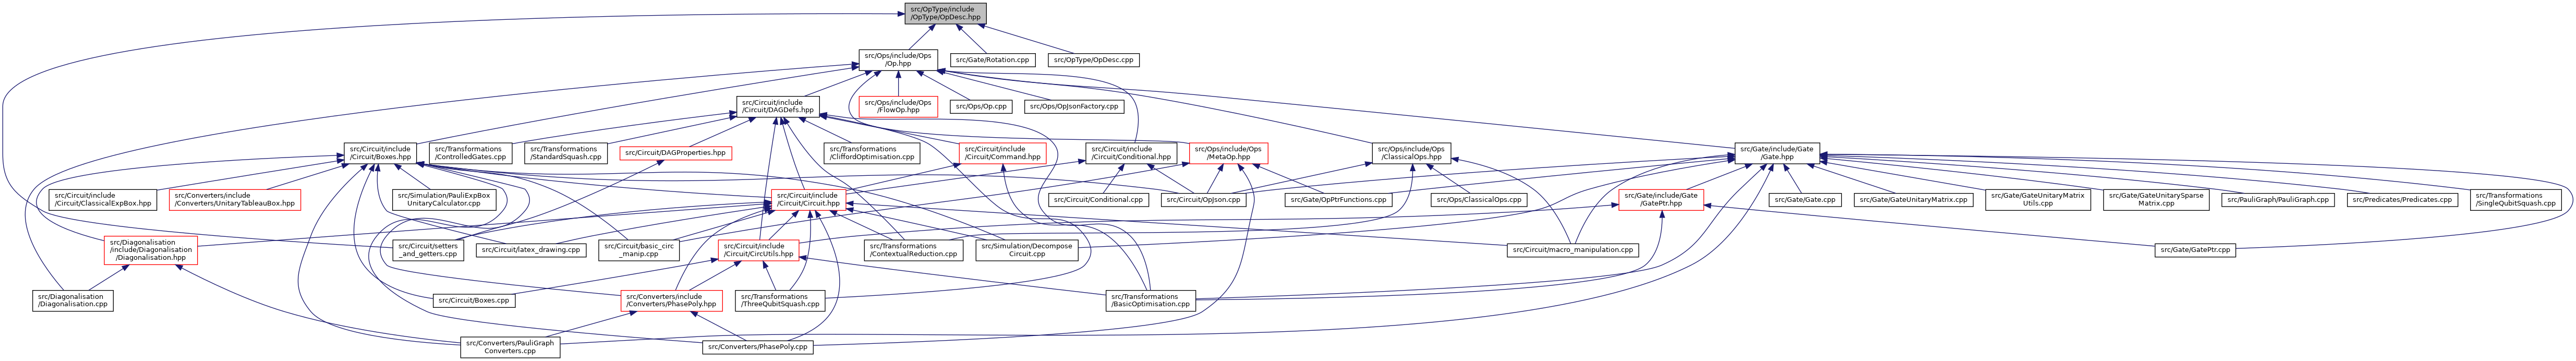 src/OpType/include
/OpType/OpDesc.hpp
src/Ops/include/Ops
/Op.hpp
src/Gate/Rotation.cpp
src/OpType/OpDesc.cpp
src/Circuit/include
/Circuit/DAGDefs.hpp
src/Ops/include/Ops
/FlowOp.hpp
src/Ops/Op.cpp
src/Ops/OpJsonFactory.cpp
src/Circuit/include
/Circuit/Boxes.hpp
src/Transformations
/ControlledGates.cpp
src/Transformations
/StandardSquash.cpp
src/Circuit/DAGProperties.hpp
src/Transformations
/CliffordOptimisation.cpp
src/Circuit/include
/Circuit/Command.hpp
src/Circuit/include
/Circuit/Conditional.hpp
src/Ops/include/Ops
/MetaOp.hpp
src/Ops/include/Ops
/ClassicalOps.hpp
src/Gate/include/Gate
/Gate.hpp
src/Circuit/include
/Circuit/ClassicalExpBox.hpp
src/Converters/include
/Converters/UnitaryTableauBox.hpp
src/Simulation/PauliExpBox
UnitaryCalculator.cpp
src/Circuit/include
/Circuit/Circuit.hpp
src/Circuit/Conditional.cpp
src/Circuit/OpJson.cpp
src/Gate/OpPtrFunctions.cpp
src/Ops/ClassicalOps.cpp
src/Gate/include/Gate
/GatePtr.hpp
src/Gate/Gate.cpp
src/Gate/GateUnitaryMatrix.cpp
src/Gate/GateUnitaryMatrix
Utils.cpp
src/Gate/GateUnitarySparse
Matrix.cpp
src/PauliGraph/PauliGraph.cpp
src/Predicates/Predicates.cpp
src/Transformations
/SingleQubitSquash.cpp
src/Diagonalisation
/include/Diagonalisation
/Diagonalisation.hpp
src/Circuit/setters
_and_getters.cpp
src/Circuit/latex_drawing.cpp
src/Circuit/basic_circ
_manip.cpp
src/Circuit/include
/Circuit/CircUtils.hpp
src/Transformations
/ContextualReduction.cpp
src/Simulation/Decompose
Circuit.cpp
src/Circuit/macro_manipulation.cpp
src/Gate/GatePtr.cpp
src/Diagonalisation
/Diagonalisation.cpp
src/Circuit/Boxes.cpp
src/Converters/include
/Converters/PhasePoly.hpp
src/Transformations
/ThreeQubitSquash.cpp
src/Transformations
/BasicOptimisation.cpp
src/Converters/PauliGraph
Converters.cpp
src/Converters/PhasePoly.cpp